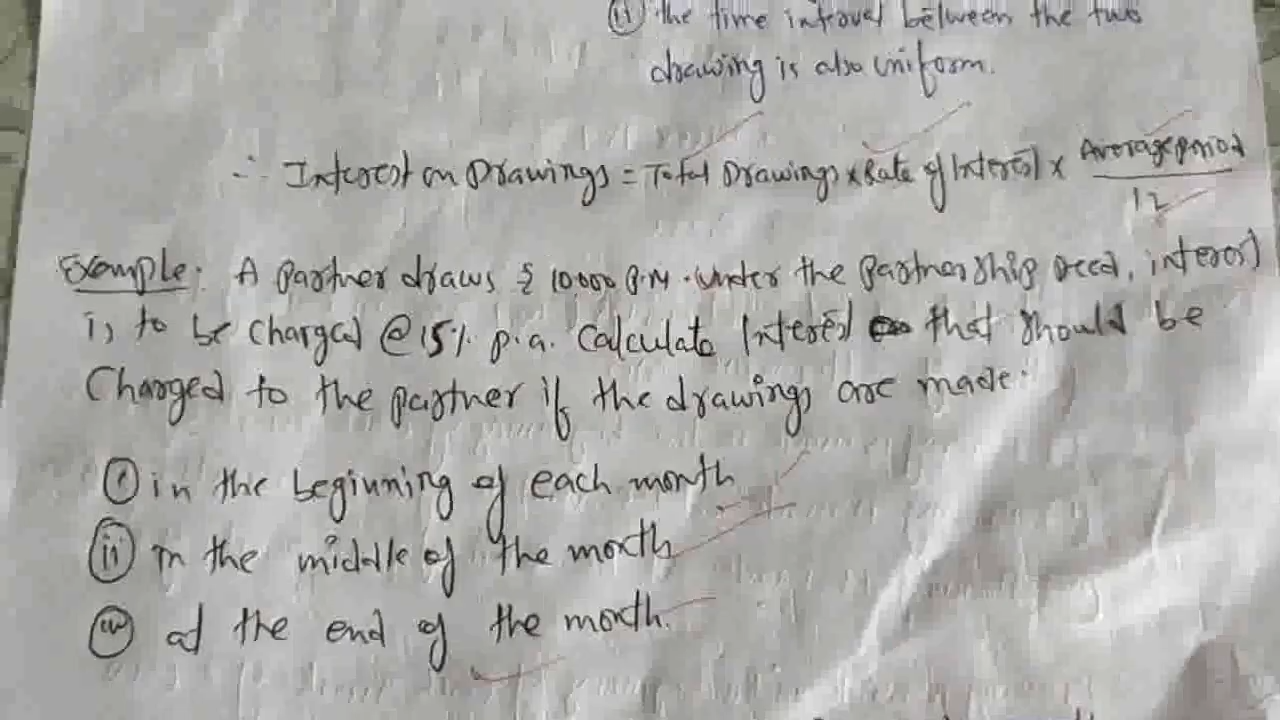 (ii) the time introvel between the two
drawing is also uniform.
∴ Interest on Drawings = Total Drawings x Rate of Interest x Average period / 12
Example: A partner draws ₹ 10,000 P.M. Under the partnership deed, interest
is to be charged @ 15% p.a. Calculate Interest that should be
Charged to the partner if the drawings are made.
(i) in the beginning of each month
(ii) In the middle of the month
(iii) at the end of the month.